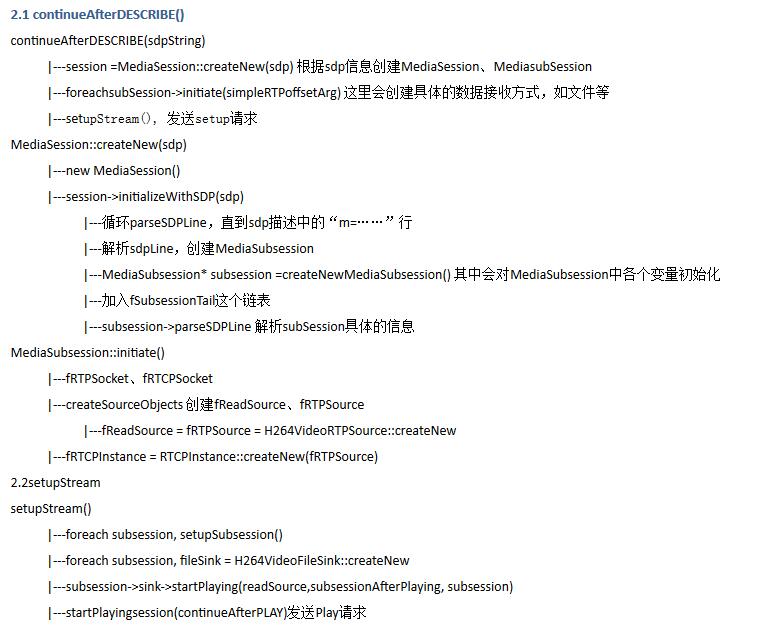 2.1 continueAfterDESCRIBE()
continueAfterDESCRIBE(sdpString)
|---session =MediaSession::createNew(sdp) 根据sdp信息创建MediaSession、MediasubSession
|---foreachsubSession->initiate(simpleRTPoffsetArg) 这里会创建具体的数据接收方式，如文件等
|---setupStream(), 发送setup请求
MediaSession::createNew(sdp)
|---new MediaSession()
|---session->initializeWithSDP(sdp)
|---循环parseSDPLine，直到sdp描述中的“m=……”行
|---解析sdpLine，创建MediaSubsession
|---MediaSubsession* subsession =createNewMediaSubsession() 其中会对MediaSubsession中各个变量初始化
|---加入fSubsessionTail这个链表
|---subsession->parseSDPLine 解析subSession具体的信息
MediaSubsession::initiate()
|---fRTPSocket、fRTCPSocket
|---createSourceObjects 创建fReadSource、fRTPSource
|---fReadSource = fRTPSource = H264VideoRTPSource::createNew
|---fRTCPInstance = RTCPInstance::createNew(fRTPSource)
2.2setupStream
setupStream()
|---foreach subsession, setupSubsession()
|---foreach subsession, fileSink = H264VideoFileSink::createNew
|---subsession->sink->startPlaying(readSource,subsessionAfterPlaying, subsession)
|---startPlayingsession(continueAfterPLAY)发送Play请求